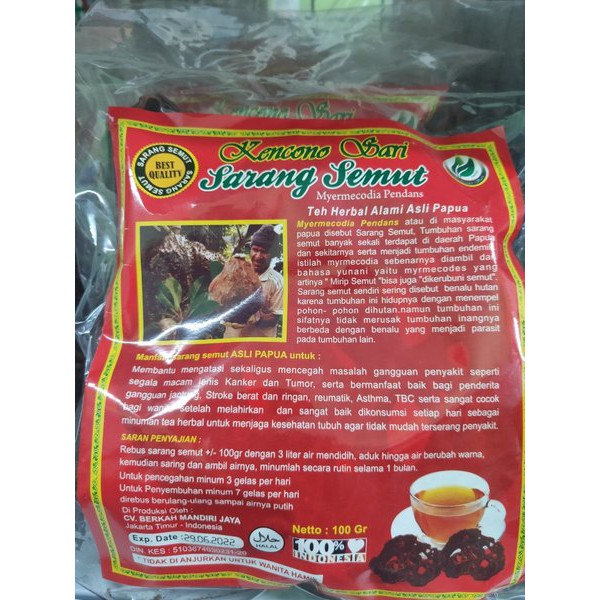 Kencono Sari
SARANG SEMUT
BEST
QUALITY
SARANG SEMUT
Kencono Sari
Sarang Semut
Myermecodia Pendans
Teh Herbal Alami Asli Papua
Myermecodia Pendans atau di masyarakat
papua disebut Sarang Semut, Tumbuhan sarang
semut banyak sekali terdapat di daerah Papua
dan sekitarnya serta menjadi tumbuhan endemik
istilah myrmecodia sebenarnya diambil dari
bahasa yunani yaitu myrmecodes yang
artinya " Mirip Semut "bisa juga "dikerubuni semut".
Sarang semut sendiri sering disebut benalu hutan
karena tumbuhan ini hidupnya dengan menempel
pohon- pohon dihutan.namun tumbuhan ini
sifatnya tidak merusak tumbuhan inangnya
berbeda dengan benalu yang menjadi parasit
pada tumbuhan lain.
Manfaat sarang semut ASLI PAPUA untuk :
Membantu mengatasi sekaligus mencegah masalah gangguan penyakit seperti
segala macam jenis Kanker dan Tumor, serta bermanfaat baik bagi penderita
gangguan jantung, Stroke berat dan ringan, reumatik, Asthma, TBC serta sangat cocok
bagi wanita setelah melahirkan dan sangat baik dikonsumsi setiap hari sebagai
minuman tea herbal untuk menjaga kesehatan tubuh agar tidak mudah terserang penyakit.
SARAN PENYAJIAN :
Rebus sarang semut +/- 100gr dengan 3 liter air mendidih, aduk hingga air berubah warna,
kemudian saring dan ambil airnya, minumlah secara rutin selama 1 bulan.
Untuk pencegahan minum 3 gelas per hari
Untuk Penyembuhan minum 7 gelas per hari
direbus berulang-ulang sampai airnya putih
Di Produksi Oleh :
CV. BERKAH MANDIRI JAYA
Jakarta Timur - Indonesia
Exp. Date :29.06.2022
HALAL
Netto : 100 Gr
100%
INDONESIA
DIN. KES : 5103674030231-20
TIDAK DI ANJURKAN UNTUK WANITA HAMIL